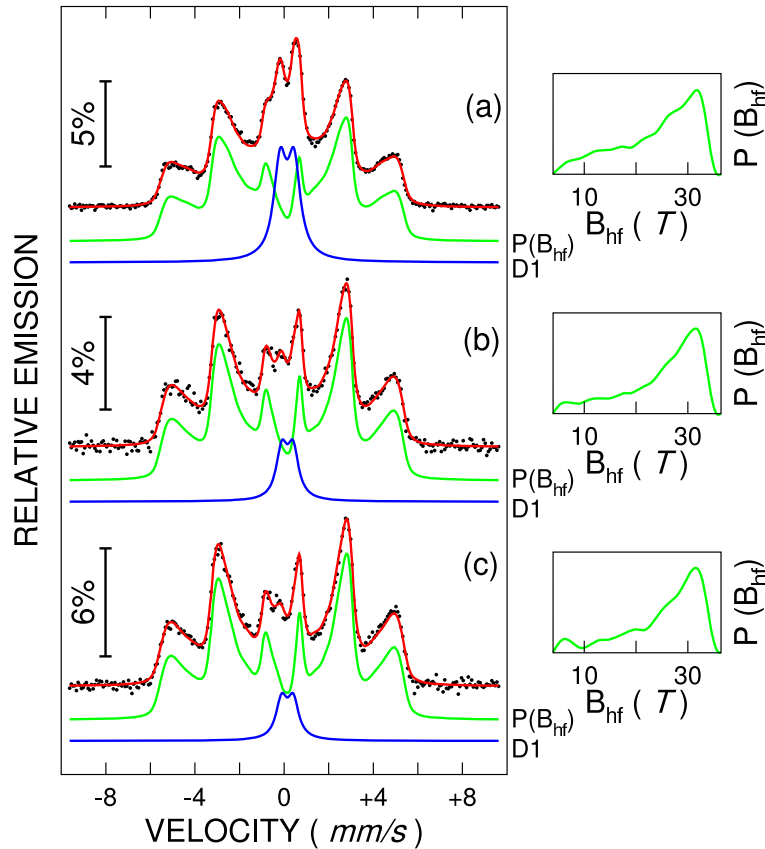 RELATIVE EMISSION
5%
(a)
P(B_hf)
D1
4%
(b)
P(B_hf)
D1
6%
(c)
P(B_hf)
D1
-8 -4 0 +4 +8
VELOCITY ( mm/s )
P (B_hf)
10 30
B_hf ( T )
P (B_hf)
10 30
B_hf ( T )
P (B_hf)
10 30
B_hf ( T )